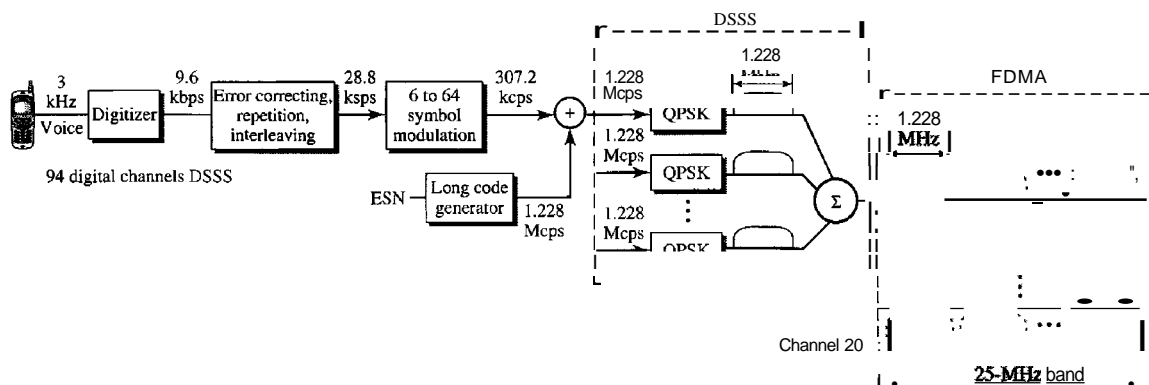 DSSS
FDMA
3
kHz
Voice
Digitizer
9.6
kbps
Error correcting,
repetition,
interleaving
28.8
ksps
6 to 64
symbol
modulation
307.2
kcps
+
1.228
Mcps
QPSK
1.228
1.228
Mcps
QPSK
1.228
Mcps
QPSK
Σ
1.228
MHz
94 digital channels DSSS
ESN
Long code
generator
1.228
Mcps
Channel 20
25-MHz band